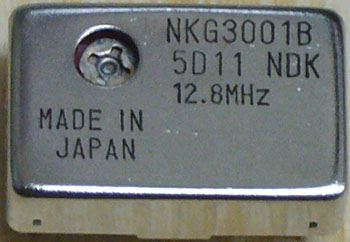 NKG3001B
5D11 NDK
12.8MHz
MADE IN
JAPAN